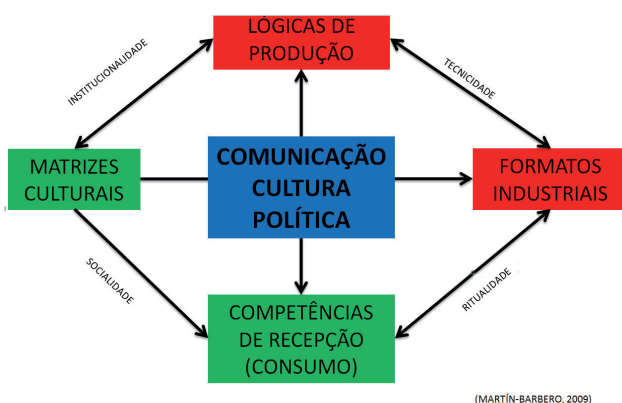 LÓGICAS DE
PRODUÇÃO
INSTITUCIONALIDADE
TECNICIDADE
MATRIZES
CULTURAIS
COMUNICAÇÃO
CULTURA
POLÍTICA
FORMATOS
INDUSTRIAIS
SOCIALIDADE
RITUALIDADE
COMPETÊNCIAS
DE RECEPÇÃO
(CONSUMO)
(MARTÍN-BARBERO, 2009)